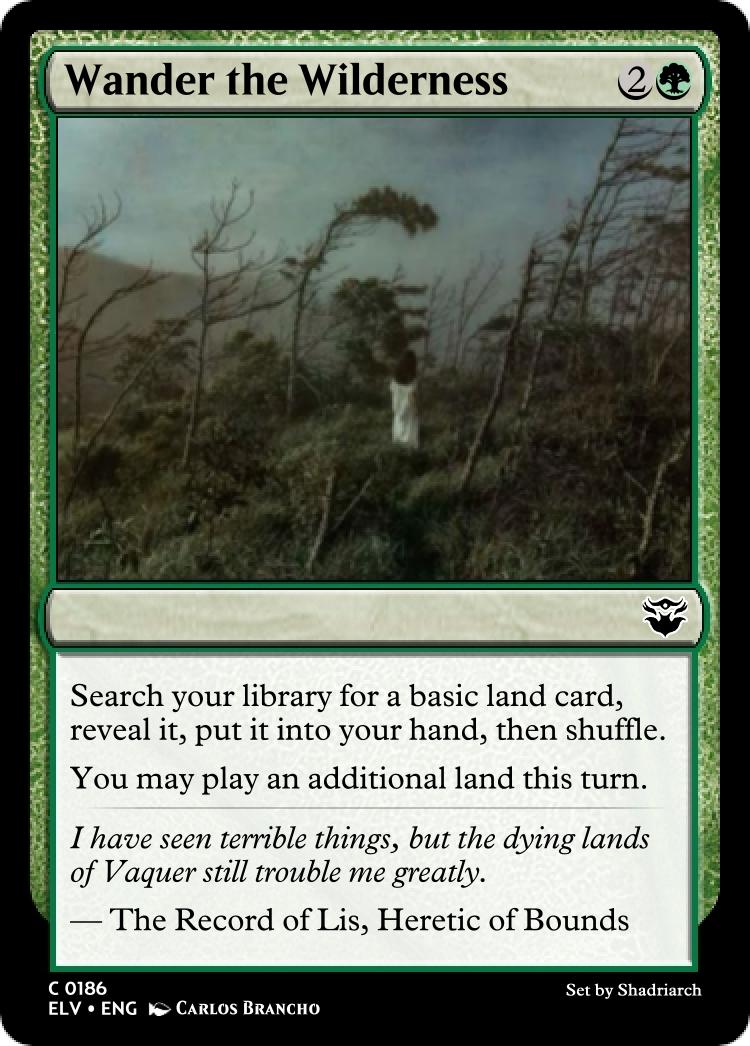 Wander the Wilderness 2
Search your library for a basic land card,
reveal it, put it into your hand, then shuffle.
You may play an additional land this turn.
I have seen terrible things, but the dying lands
of Vaquer still trouble me greatly.
— The Record of Lis, Heretic of Bounds
C 0186
ELV • ENG CARLOS BRANCHO
Set by Shadriarch